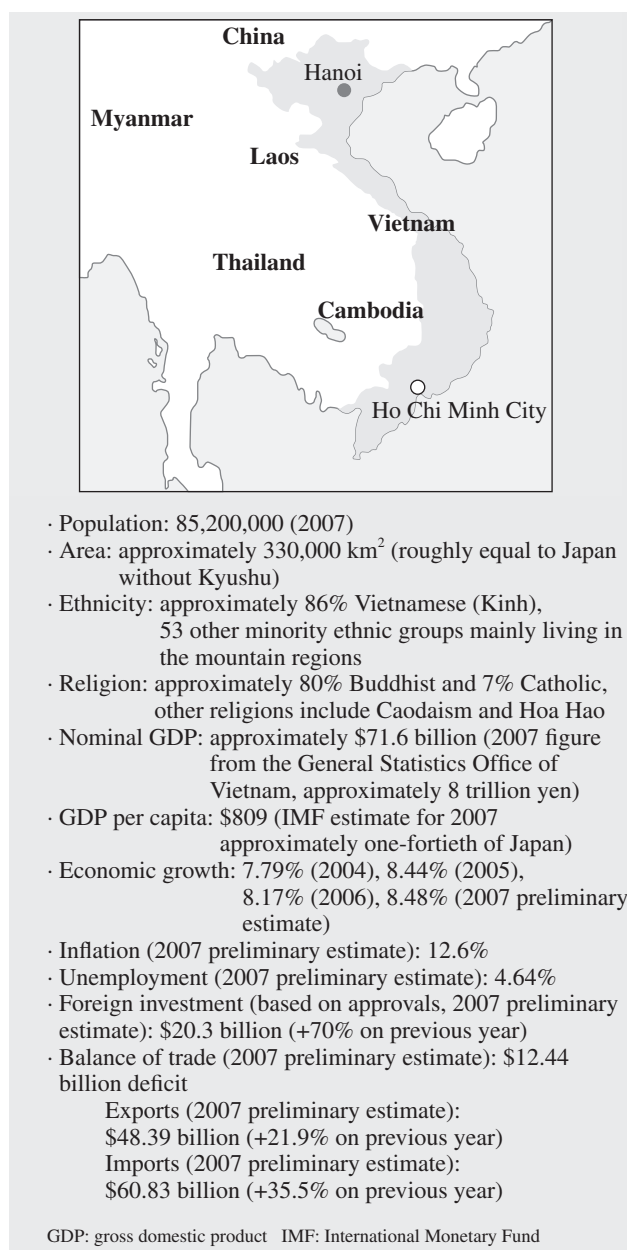 China
Hanoi
Myanmar
Laos
Vietnam
Thailand
Cambodia
Ho Chi Minh City
· Population: 85,200,000 (2007)
· Area: approximately 330,000 km² (roughly equal to Japan
without Kyushu)
· Ethnicity: approximately 86% Vietnamese (Kinh),
53 other minority ethnic groups mainly living in
the mountain regions
· Religion: approximately 80% Buddhist and 7% Catholic,
other religions include Caodaism and Hoa Hao
· Nominal GDP: approximately $71.6 billion (2007 figure
from the General Statistics Office of
Vietnam, approximately 8 trillion yen)
· GDP per capita: $809 (IMF estimate for 2007
approximately one-fortieth of Japan)
· Economic growth: 7.79% (2004), 8.44% (2005),
8.17% (2006), 8.48% (2007 preliminary
estimate)
· Inflation (2007 preliminary estimate): 12.6%
· Unemployment (2007 preliminary estimate): 4.64%
· Foreign investment (based on approvals, 2007 preliminary
estimate): $20.3 billion (+70% on previous year)
· Balance of trade (2007 preliminary estimate): $12.44
billion deficit
Exports (2007 preliminary estimate):
$48.39 billion (+21.9% on previous year)
Imports (2007 preliminary estimate):
$60.83 billion (+35.5% on previous year)
GDP: gross domestic product IMF: International Monetary Fund